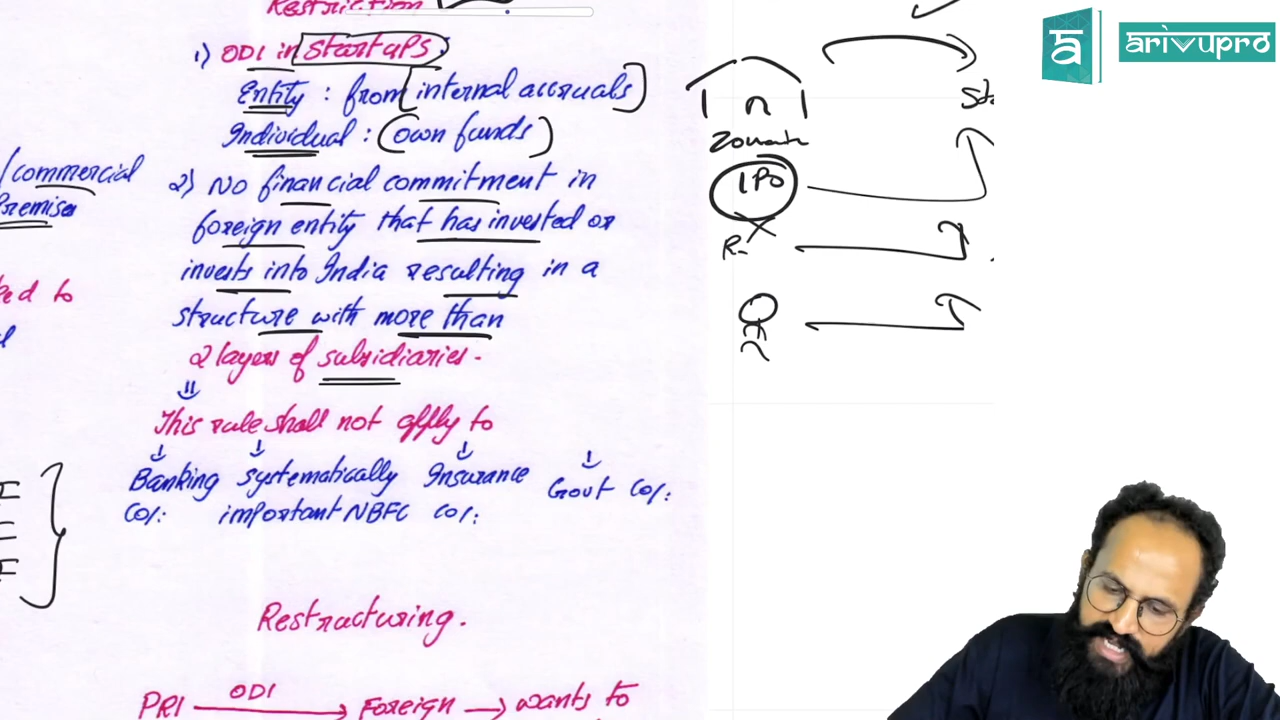 Restriction
1) ODI in startups.
Entity : from (internal accruals)
Individual : (own funds)
2) No financial commitment in
foreign entity that has invested or
invests into India resulting in a
structure with more than
2 layers of subsidiaries.
This rule shall not apply to
Banking systematically Insurance Govt Co/.:
Co/.: important NBFC Co/.:
Restructuring.
PRI ODI Foreign wants to
/commercial
Premises
to
Zomato
IPO
ā arivupro